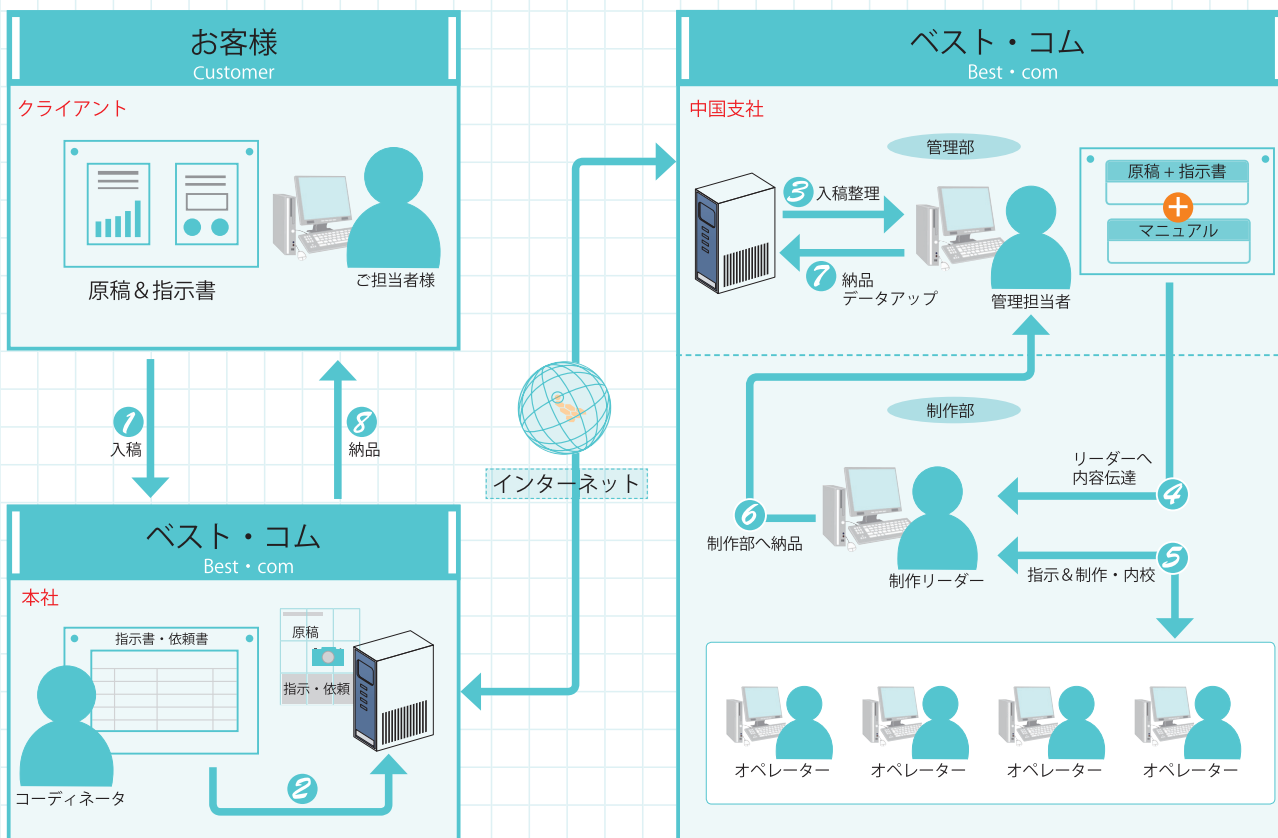 お客様
Customer
クライアント
原稿＆指示書
ご担当者様
1
入稿
8
納品
ベスト・コム
Best・com
本社
指示書・依頼書
コーディネータ
原稿
指示・依頼
2
インターネット
ベスト・コム
Best・com
中国支社
管理部
3 入稿整理
7 納品
データアップ
管理担当者
原稿 + 指示書
+
マニュアル
制作部
リーダーへ
内容伝達
4
6
制作部へ納品
制作リーダー
5
指示＆制作・内校
オペレーター
オペレーター
オペレーター
オペレーター